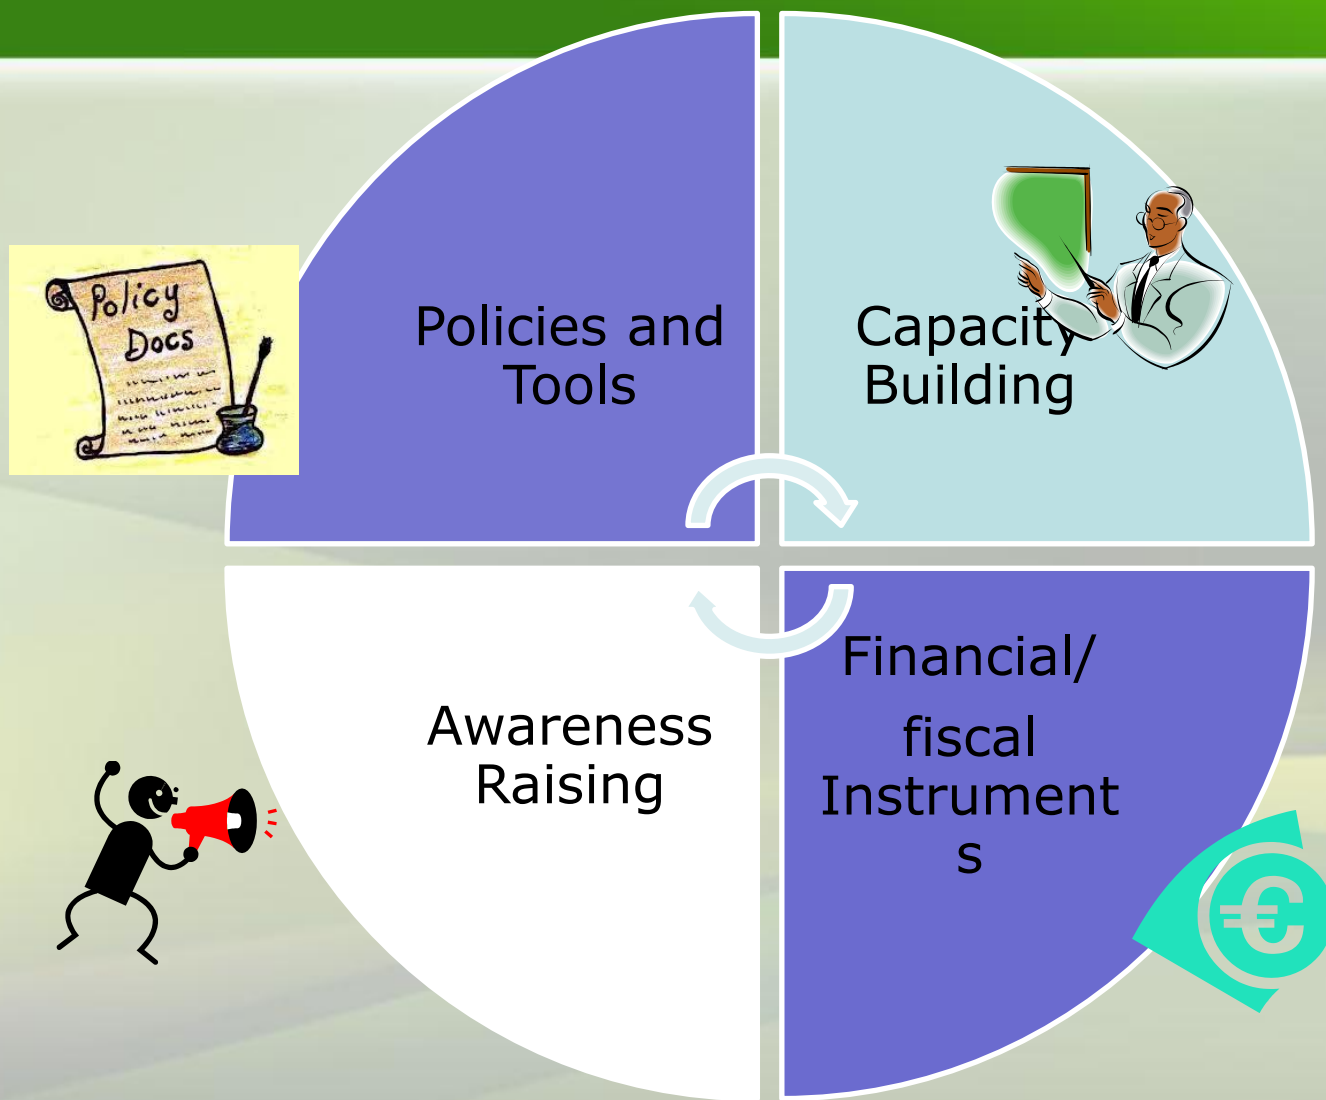 Policy
Docs
Policies and
Tools
Capacity
Building
Awareness
Raising
Financial/
fiscal
Instrument
s
€